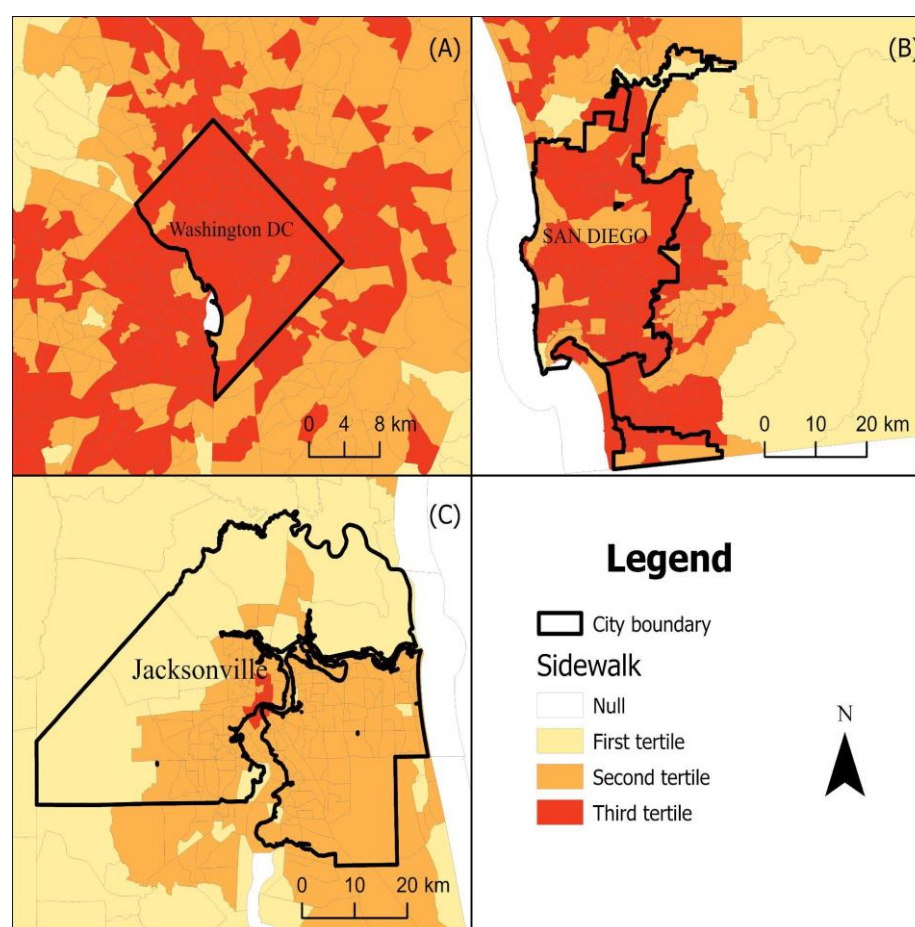 (A)
Washington DC
0 4 8 km
(B)
SAN DIEGO
0 10 20 km
(C)
Jacksonville
0 10 20 km
Legend
City boundary
Sidewalk
Null
First tertile
Second tertile
Third tertile
N